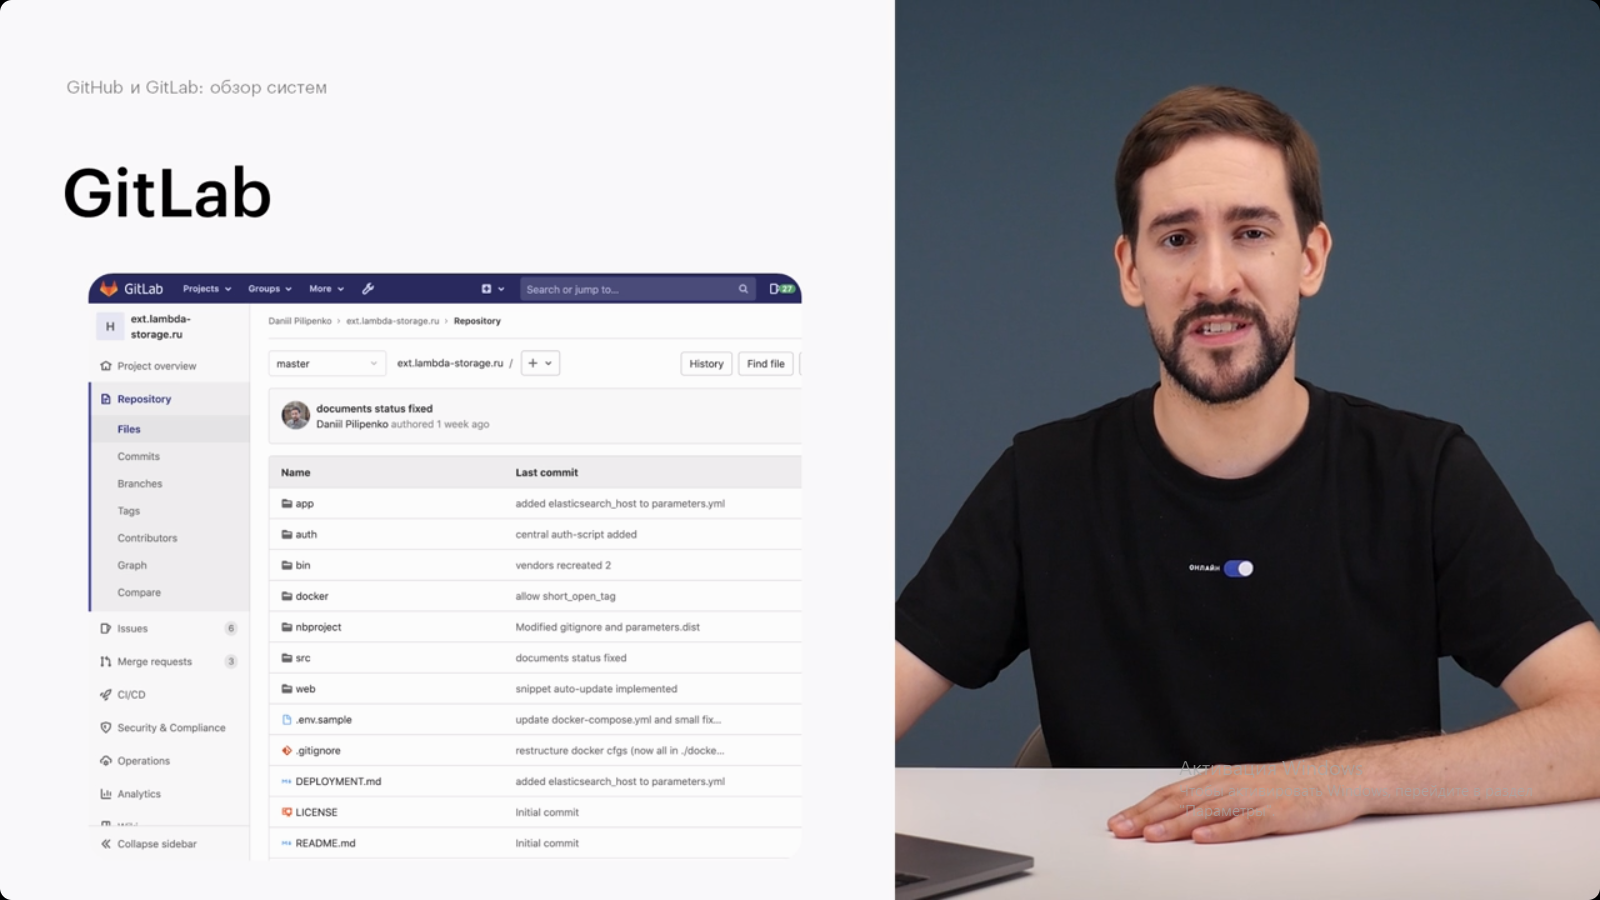 GitHub и GitLab: обзор систем
GitLab
GitLab Projects Groups More Search or jump to... 27
H ext.lambda-
storage.ru
Project overview
Repository
Files
Commits
Branches
Tags
Contributors
Graph
Compare
Issues 6
Merge requests 3
CI/CD
Security & Compliance
Operations
Analytics
Collapse sidebar
Daniil Pilipenko > ext.lambda-storage.ru > Repository
master ext.lambda-storage.ru / + History Find file
documents status fixed
Daniil Pilipenko authored 1 week ago
Name Last commit
app added elasticsearch_host to parameters.yml
auth central auth-script added
bin vendors recreated 2
docker allow short_open_tag
nbproject Modified gitignore and parameters.dist
src documents status fixed
web snippet auto-update implemented
.env.sample update docker-compose.yml and small fix...
.gitignore restructure docker cfgs (now all in ./docke...
DEPLOYMENT.md added elasticsearch_host to parameters.yml
LICENSE Initial commit
README.md Initial commit
ОНЛАЙН
Активация Windows
"Параметры".